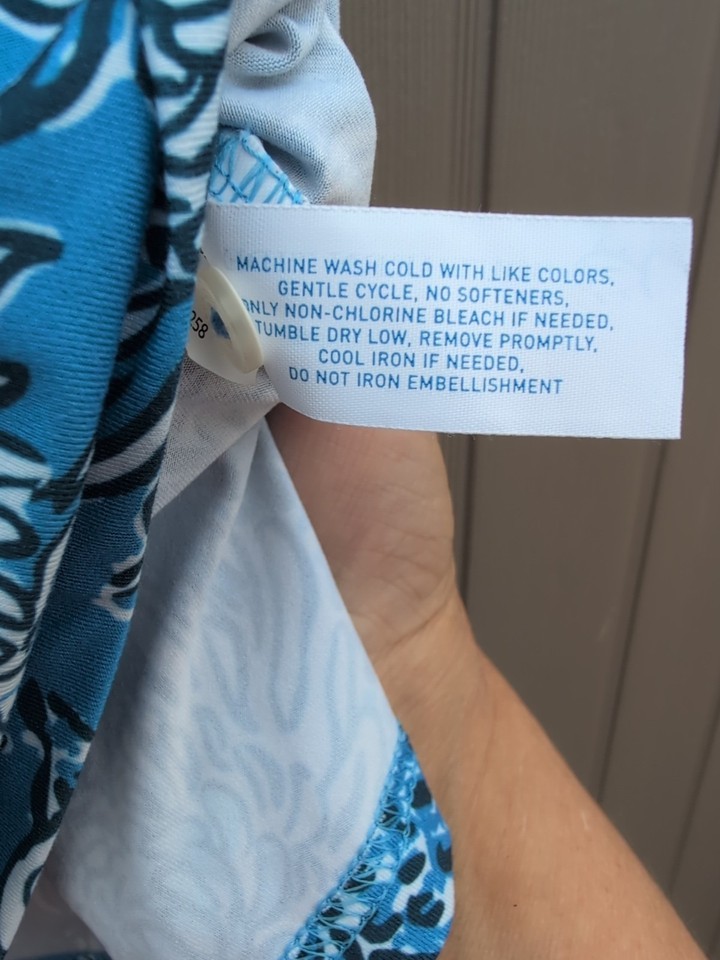 MACHINE WASH COLD WITH LIKE COLORS,
GENTLE CYCLE, NO SOFTENERS,
ONLY NON-CHLORINE BLEACH IF NEEDED,
TUMBLE DRY LOW, REMOVE PROMPTLY,
COOL IRON IF NEEDED,
DO NOT IRON EMBELLISHMENT
258